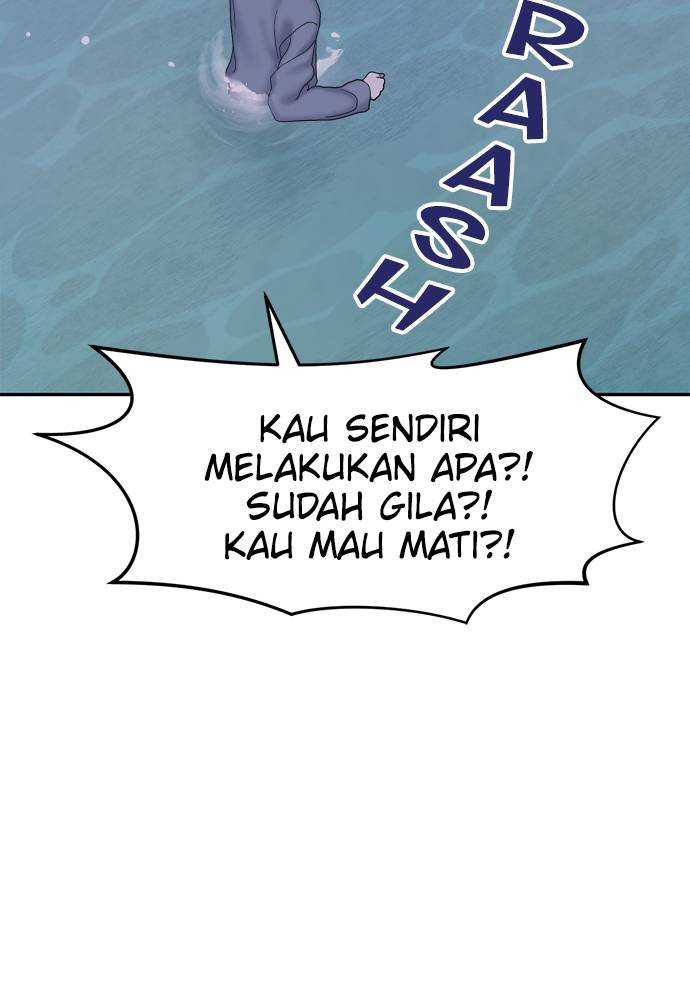 RAASH
KAU SENDIRI
MELAKUKAN APA?!
SUDAH GILA?!
KAU MAU MATI?!